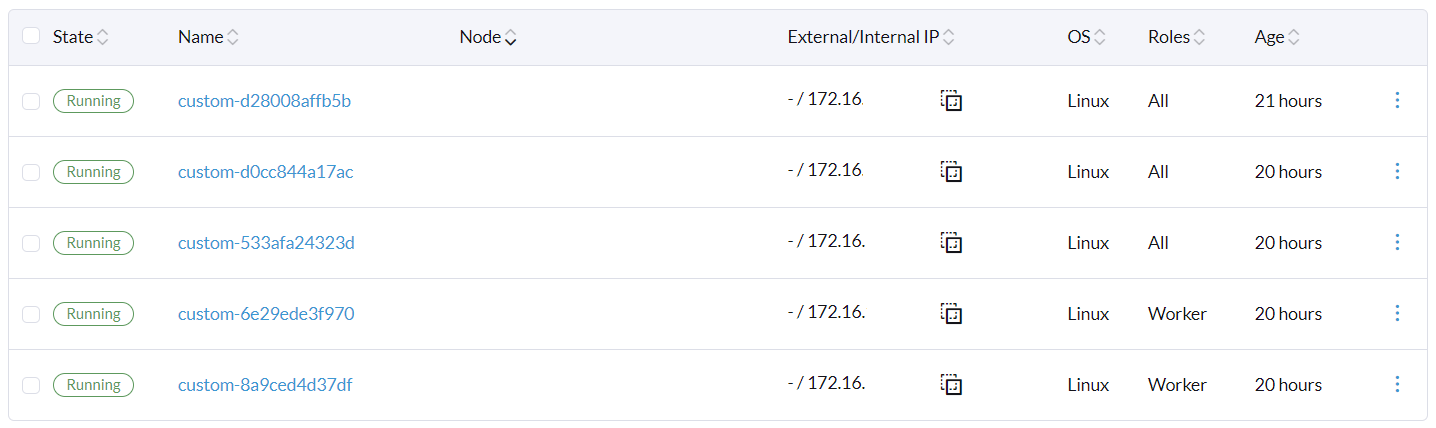 State Name Node External/Internal IP OS Roles Age
Running custom-d28008affb5b - / 172.16. Linux All 21 hours
Running custom-d0cc844a17ac - / 172.16. Linux All 20 hours
Running custom-533afa24323d - / 172.16. Linux All 20 hours
Running custom-6e29ede3f970 - / 172.16. Linux Worker 20 hours
Running custom-8a9ced4d37df - / 172.16. Linux Worker 20 hours